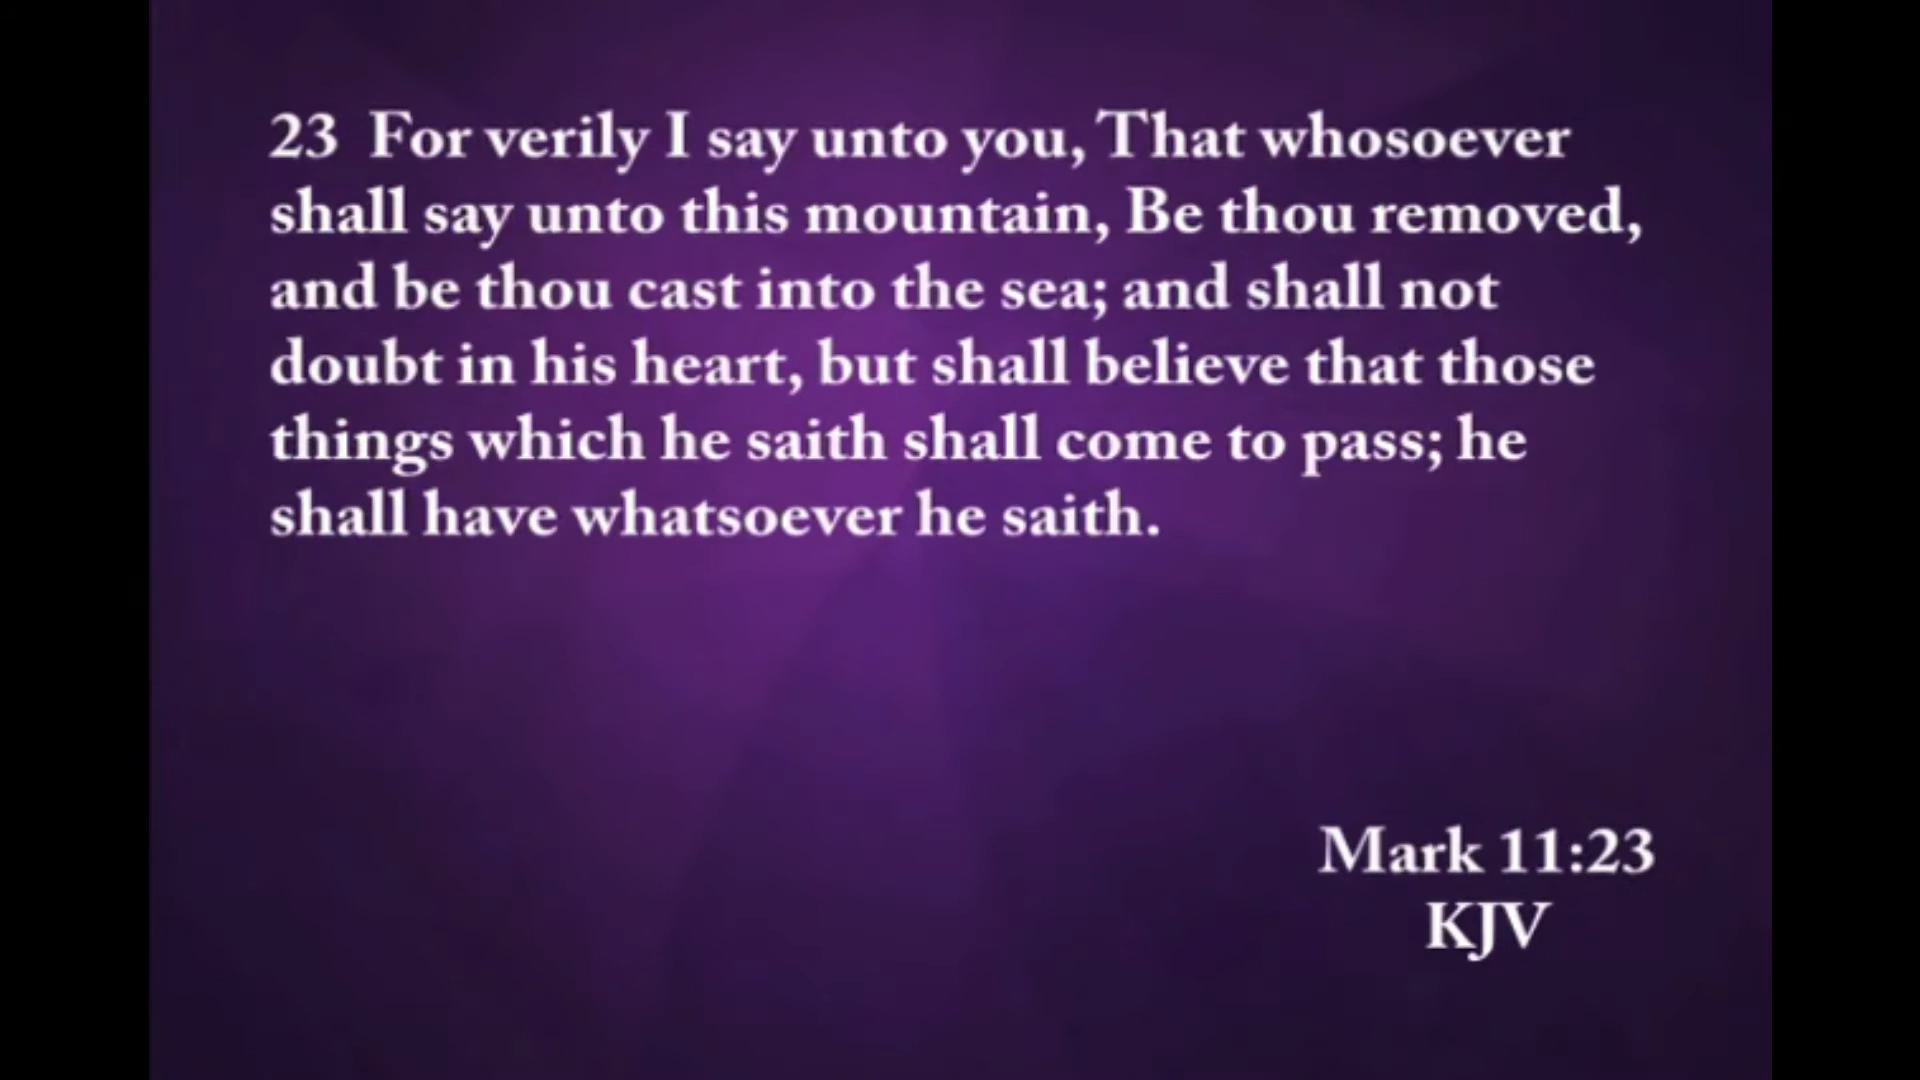 23 For verily I say unto you, That whosoever
shall say unto this mountain, Be thou removed,
and be thou cast into the sea; and shall not
doubt in his heart, but shall believe that those
things which he saith shall come to pass; he
shall have whatsoever he saith.
Mark 11:23
KJV